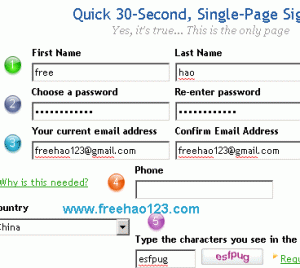 Quick 30-Second, Single-Page Sig
Yes, it's true... This is the only page
First Name Last Name
1 free hao
Choose a password Re-enter password
2 •••••••••••• ••••••••••••
Your current email address Confirm Email Address
3 freehao123@gmail.com freehao123@gmail.com
Phone
Why is this needed? 4
www.freehao123.com
ountry 5
China
Type the characters you see in the
esfpug esfpug * Requ